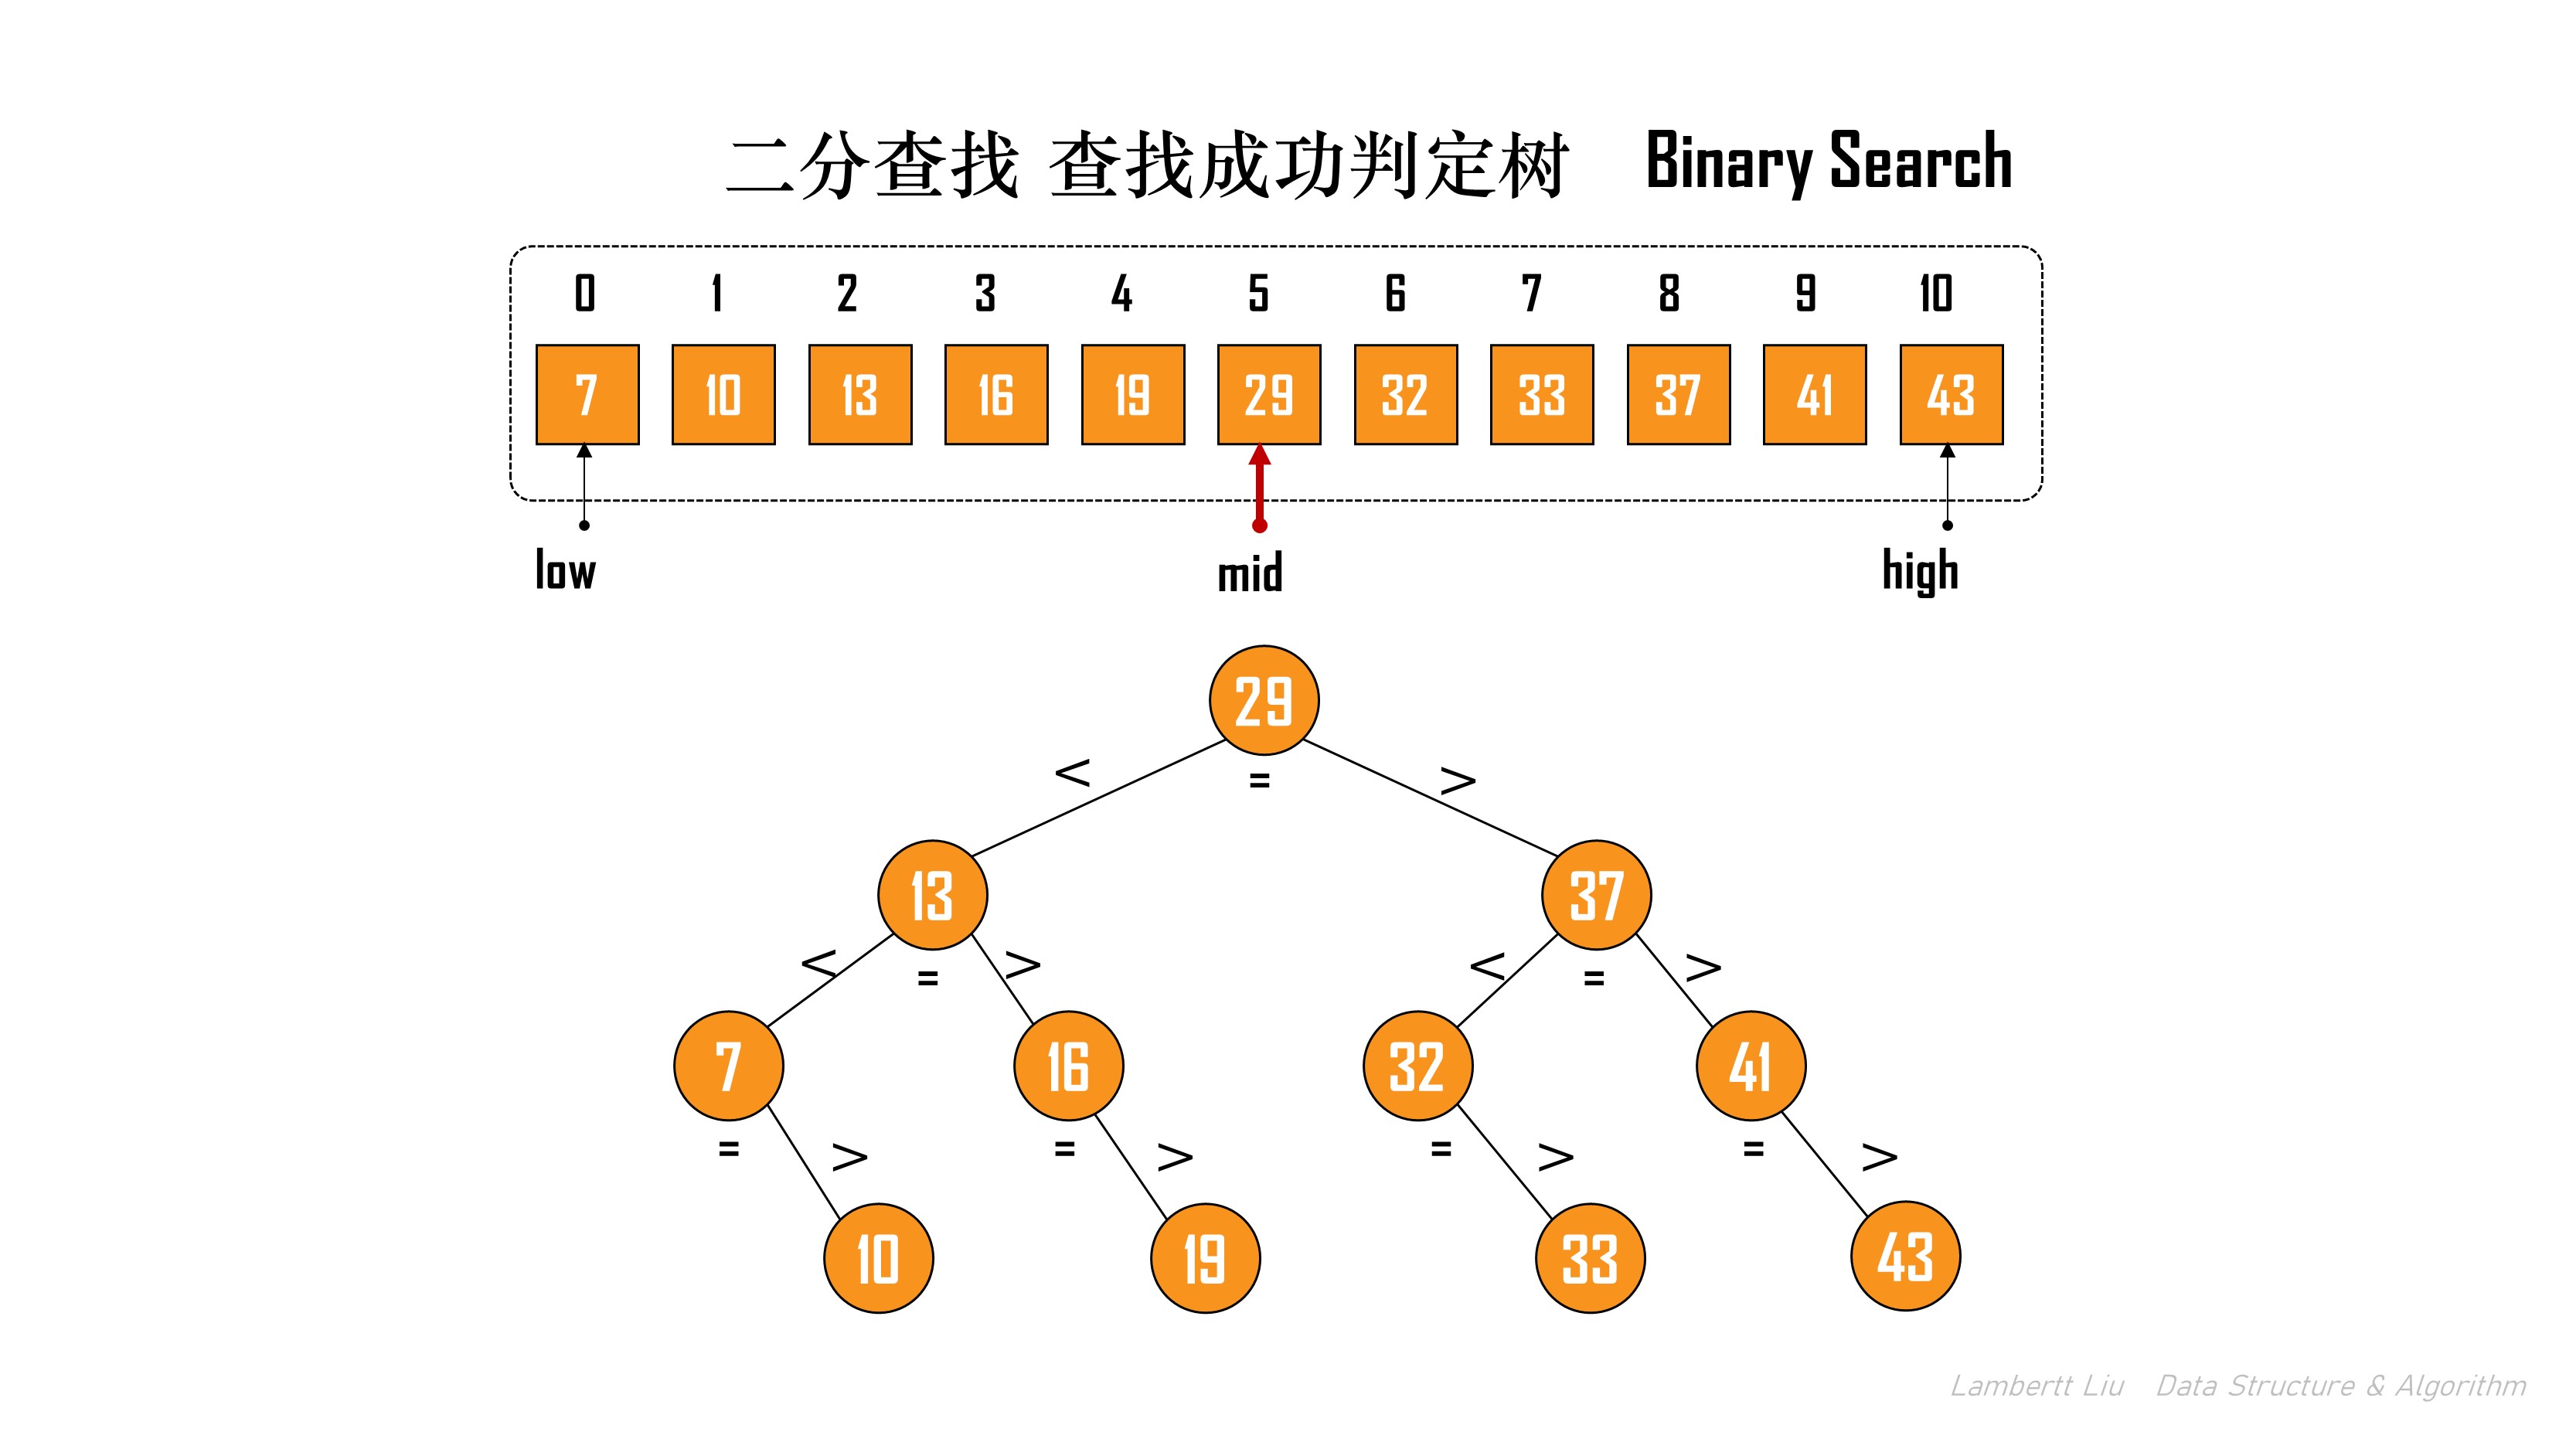 二分查找 查找成功判定树 Binary Search
0 1 2 3 4 5 6 7 8 9 10
7 10 13 16 19 29 32 33 37 41 43
low mid high
29
< = >
13 37
< = > < = >
7 16 32 41
= > = > = > = >
10 19 33 43
Lambertt Liu Data Structure & Algorithm